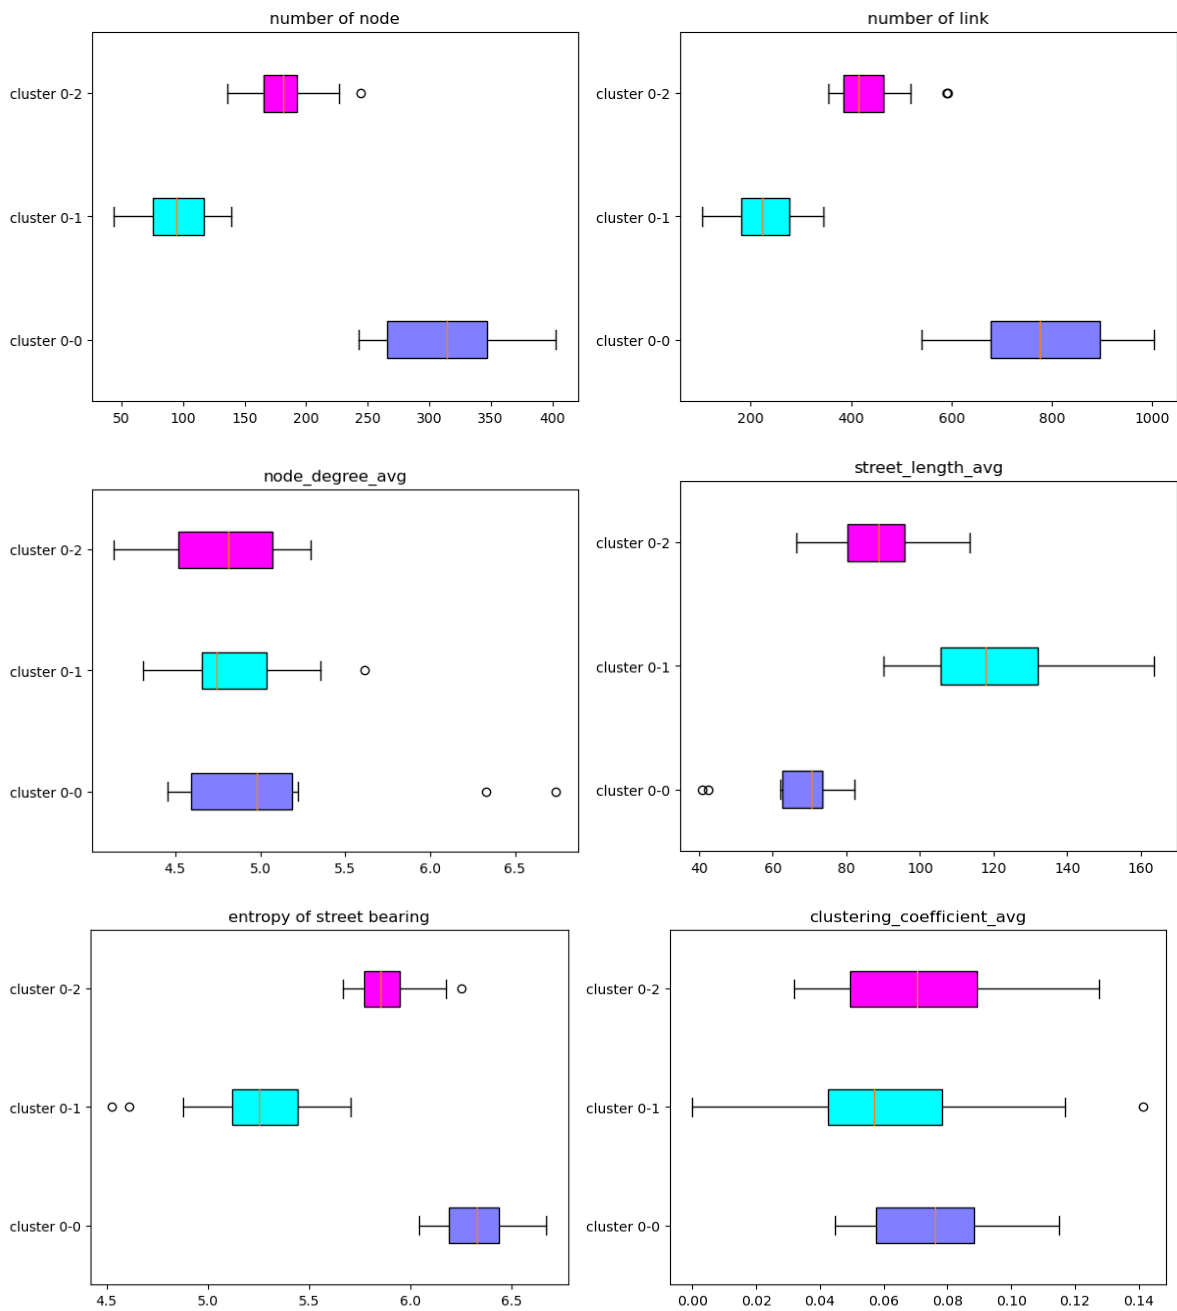 number of node
cluster 0-2
cluster 0-1
cluster 0-0
50 100 150 200 250 300 350 400
number of link
cluster 0-2
cluster 0-1
cluster 0-0
200 400 600 800 1000
node_degree_avg
cluster 0-2
cluster 0-1
cluster 0-0
4.5 5.0 5.5 6.0 6.5
street_length_avg
cluster 0-2
cluster 0-1
cluster 0-0
40 60 80 100 120 140 160
entropy of street bearing
cluster 0-2
cluster 0-1
cluster 0-0
4.5 5.0 5.5 6.0 6.5
clustering_coefficient_avg
cluster 0-2
cluster 0-1
cluster 0-0
0.00 0.02 0.04 0.06 0.08 0.10 0.12 0.14